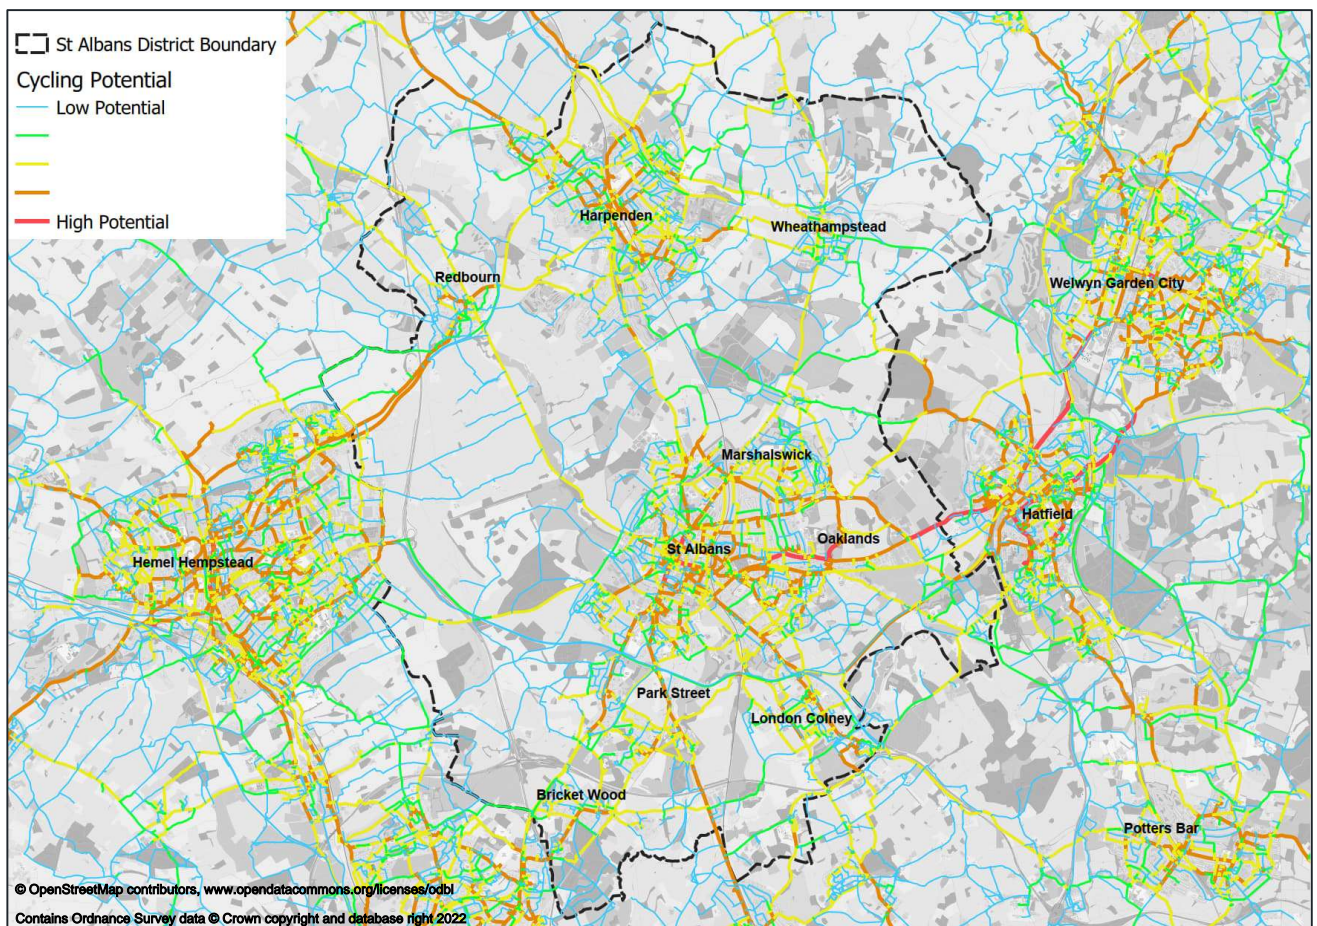 St Albans District Boundary
Cycling Potential
Low Potential
High Potential
Harpenden
Wheathampstead
Redbourn
Welwyn Garden City
Marshalswick
Hatfield
Oaklands
St Albans
Hemel Hempstead
Park Street
London Colney
Bricket Wood
Potters Bar
© OpenStreetMap contributors, www.opendatacommons.org/licenses/odbl
Contains Ordnance Survey data © Crown copyright and database right 2022